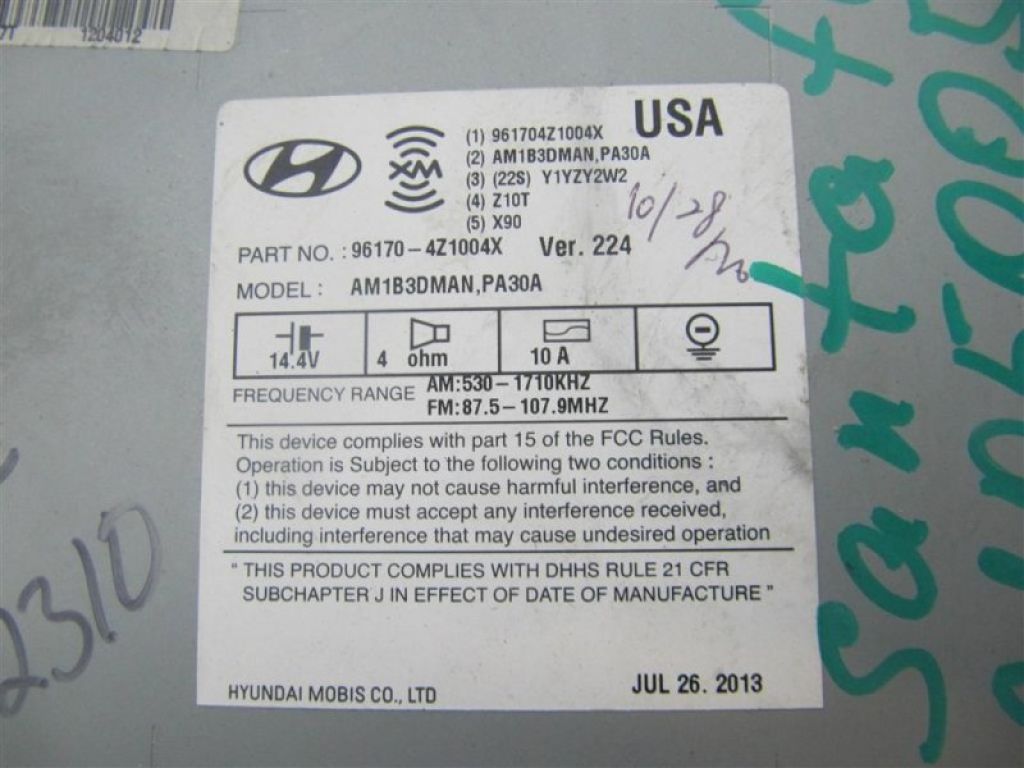 1204012
USA
XM
(1) 961704Z1004X
(2) AM1B3DMAN,PA30A
(3) (22S) Y1YZY2W2
(4) Z10T
(5) X90
10/28
PART NO. : 96170-4Z1004X Ver. 224
MODEL : AM1B3DMAN,PA30A
14.4V 4 ohm 10 A
FREQUENCY RANGE AM:530-1710KHZ
FM:87.5-107.9MHZ
This device complies with part 15 of the FCC Rules.
Operation is Subject to the following two conditions :
(1) this device may not cause harmful interference, and
(2) this device must accept any interference received,
including interference that may cause undesired operation
" THIS PRODUCT COMPLIES WITH DHHS RULE 21 CFR
SUBCHAPTER J IN EFFECT OF DATE OF MANUFACTURE "
HYUNDAI MOBIS CO., LTD JUL 26. 2013
2310
Santa